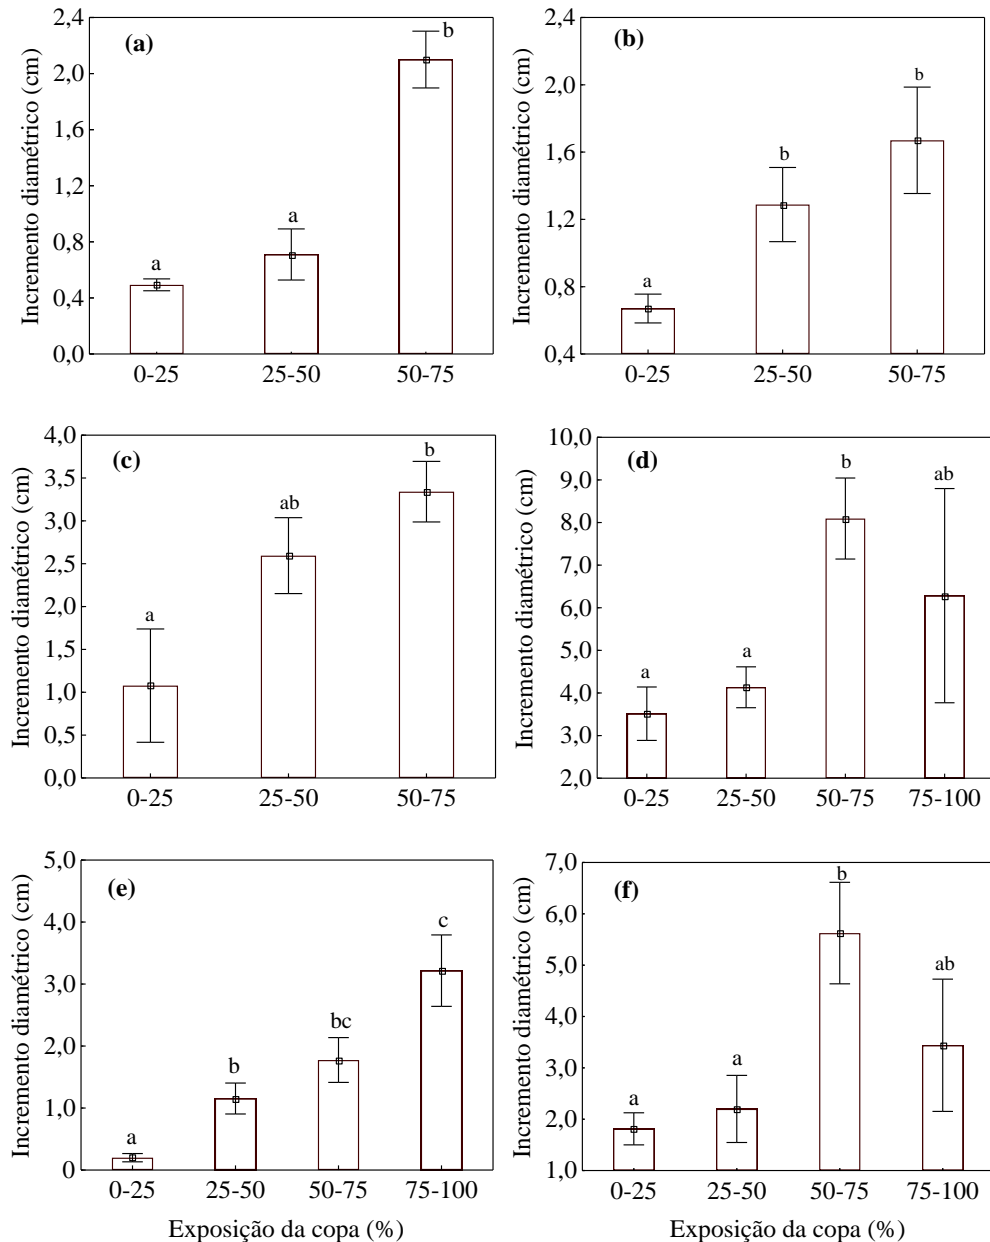 (a)
Incremento diamétrico (cm)
2,4
2,0
1,6
1,2
0,8
0,4
0,0
a
a
b
0-25
25-50
50-75
(b)
Incremento diamétrico (cm)
2,4
2,0
1,6
1,2
0,8
0,4
a
b
b
0-25
25-50
50-75
(c)
Incremento diamétrico (cm)
4,0
3,5
3,0
2,5
2,0
1,5
1,0
0,5
0,0
a
ab
b
0-25
25-50
50-75
(d)
Incremento diamétrico (cm)
10,0
9,0
8,0
7,0
6,0
5,0
4,0
3,0
2,0
a
a
b
ab
0-25
25-50
50-75
75-100
(e)
Incremento diamétrico (cm)
5,0
4,0
3,0
2,0
1,0
0
a
b
bc
c
0-25
25-50
50-75
75-100
Exposição da copa (%)
(f)
Incremento diamétrico (cm)
7,0
6,0
5,0
4,0
3,0
2,0
1,0
a
a
b
ab
0-25
25-50
50-75
75-100
Exposição da copa (%)